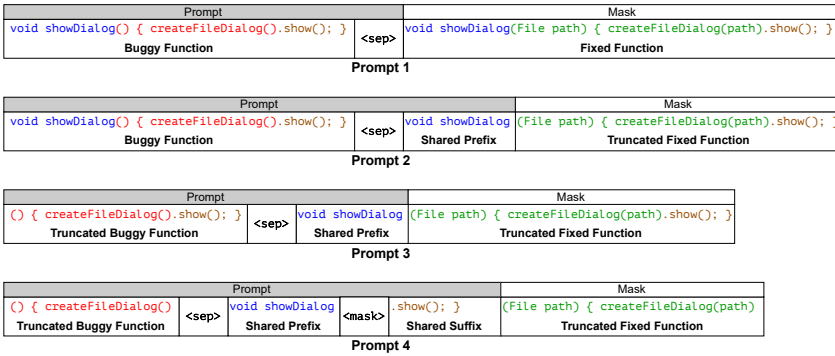 Prompt Mask
void showDialog() { createFileDialog().show(); } <sep> void showDialog(File path) { createFileDialog(path).show(); }
Buggy Function Fixed Function
Prompt 1
Prompt Mask
void showDialog() { createFileDialog().show(); } <sep> void showDialog (File path) { createFileDialog(path).show(); }
Buggy Function Shared Prefix Truncated Fixed Function
Prompt 2
Prompt Mask
() { createFileDialog().show(); } <sep> void showDialog (File path) { createFileDialog(path).show(); }
Truncated Buggy Function Shared Prefix Truncated Fixed Function
Prompt 3
Prompt Mask
() { createFileDialog() <sep> void showDialog <mask> .show(); } (File path) { createFileDialog(path)
Truncated Buggy Function Shared Prefix Shared Suffix Truncated Fixed Function
Prompt 4